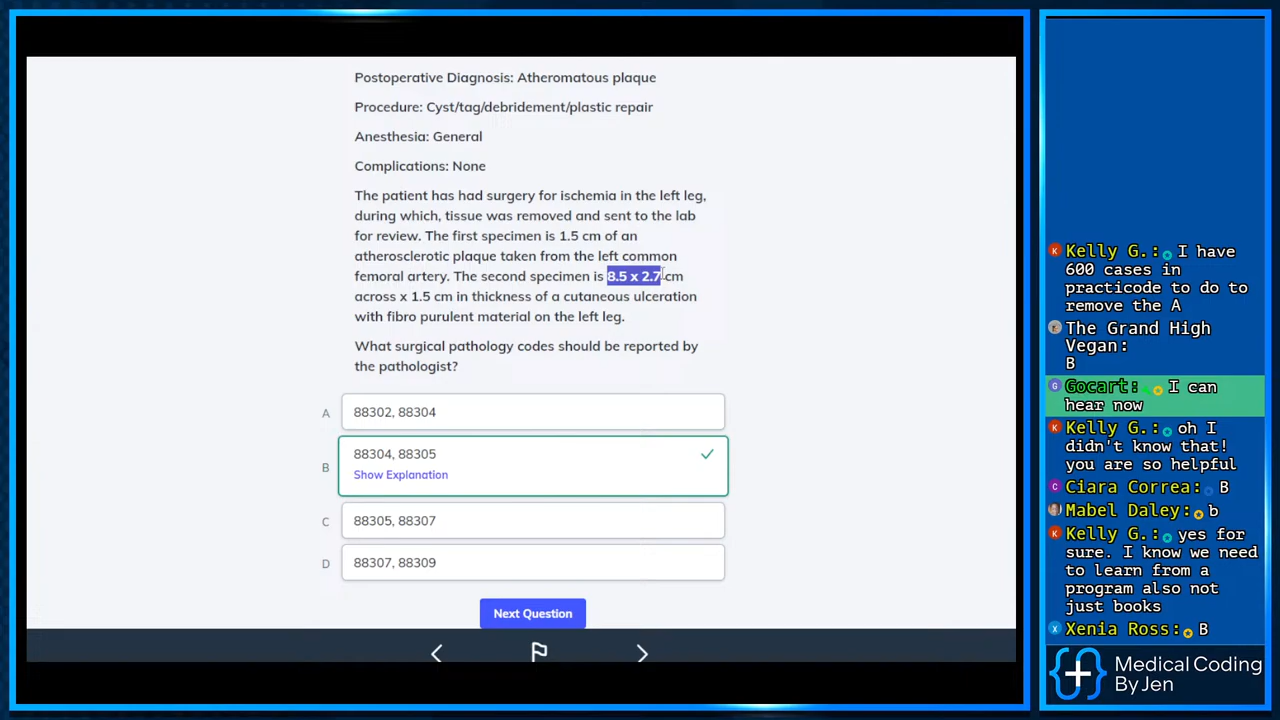 Postoperative Diagnosis: Atheromatous plaque
Procedure: Cyst/tag/debridement/plastic repair
Anesthesia: General
Complications: None
The patient has had surgery for ischemia in the left leg,
during which, tissue was removed and sent to the lab
for review. The first specimen is 1.5 cm of an
atherosclerotic plaque taken from the left common
femoral artery. The second specimen is 8.5 x 2.7 cm
across x 1.5 cm in thickness of a cutaneous ulceration
with fibro purulent material on the left leg.
What surgical pathology codes should be reported by
the pathologist?
A 88302, 88304
B 88304, 88305
Show Explanation
C 88305, 88307
D 88307, 88309
Next Question
Kelly G.: I have
600 cases in
practicode to do to
remove the A
The Grand High
Vegan:
B
Gocart: I can
hear now
Kelly G.: oh I
didn't know that!
you are so helpful
Ciara Correa: B
Mabel Daley: b
Kelly G.: yes for
sure. I know we need
to learn from a
program also not
just books
Xenia Ross: B
Medical Coding
By Jen